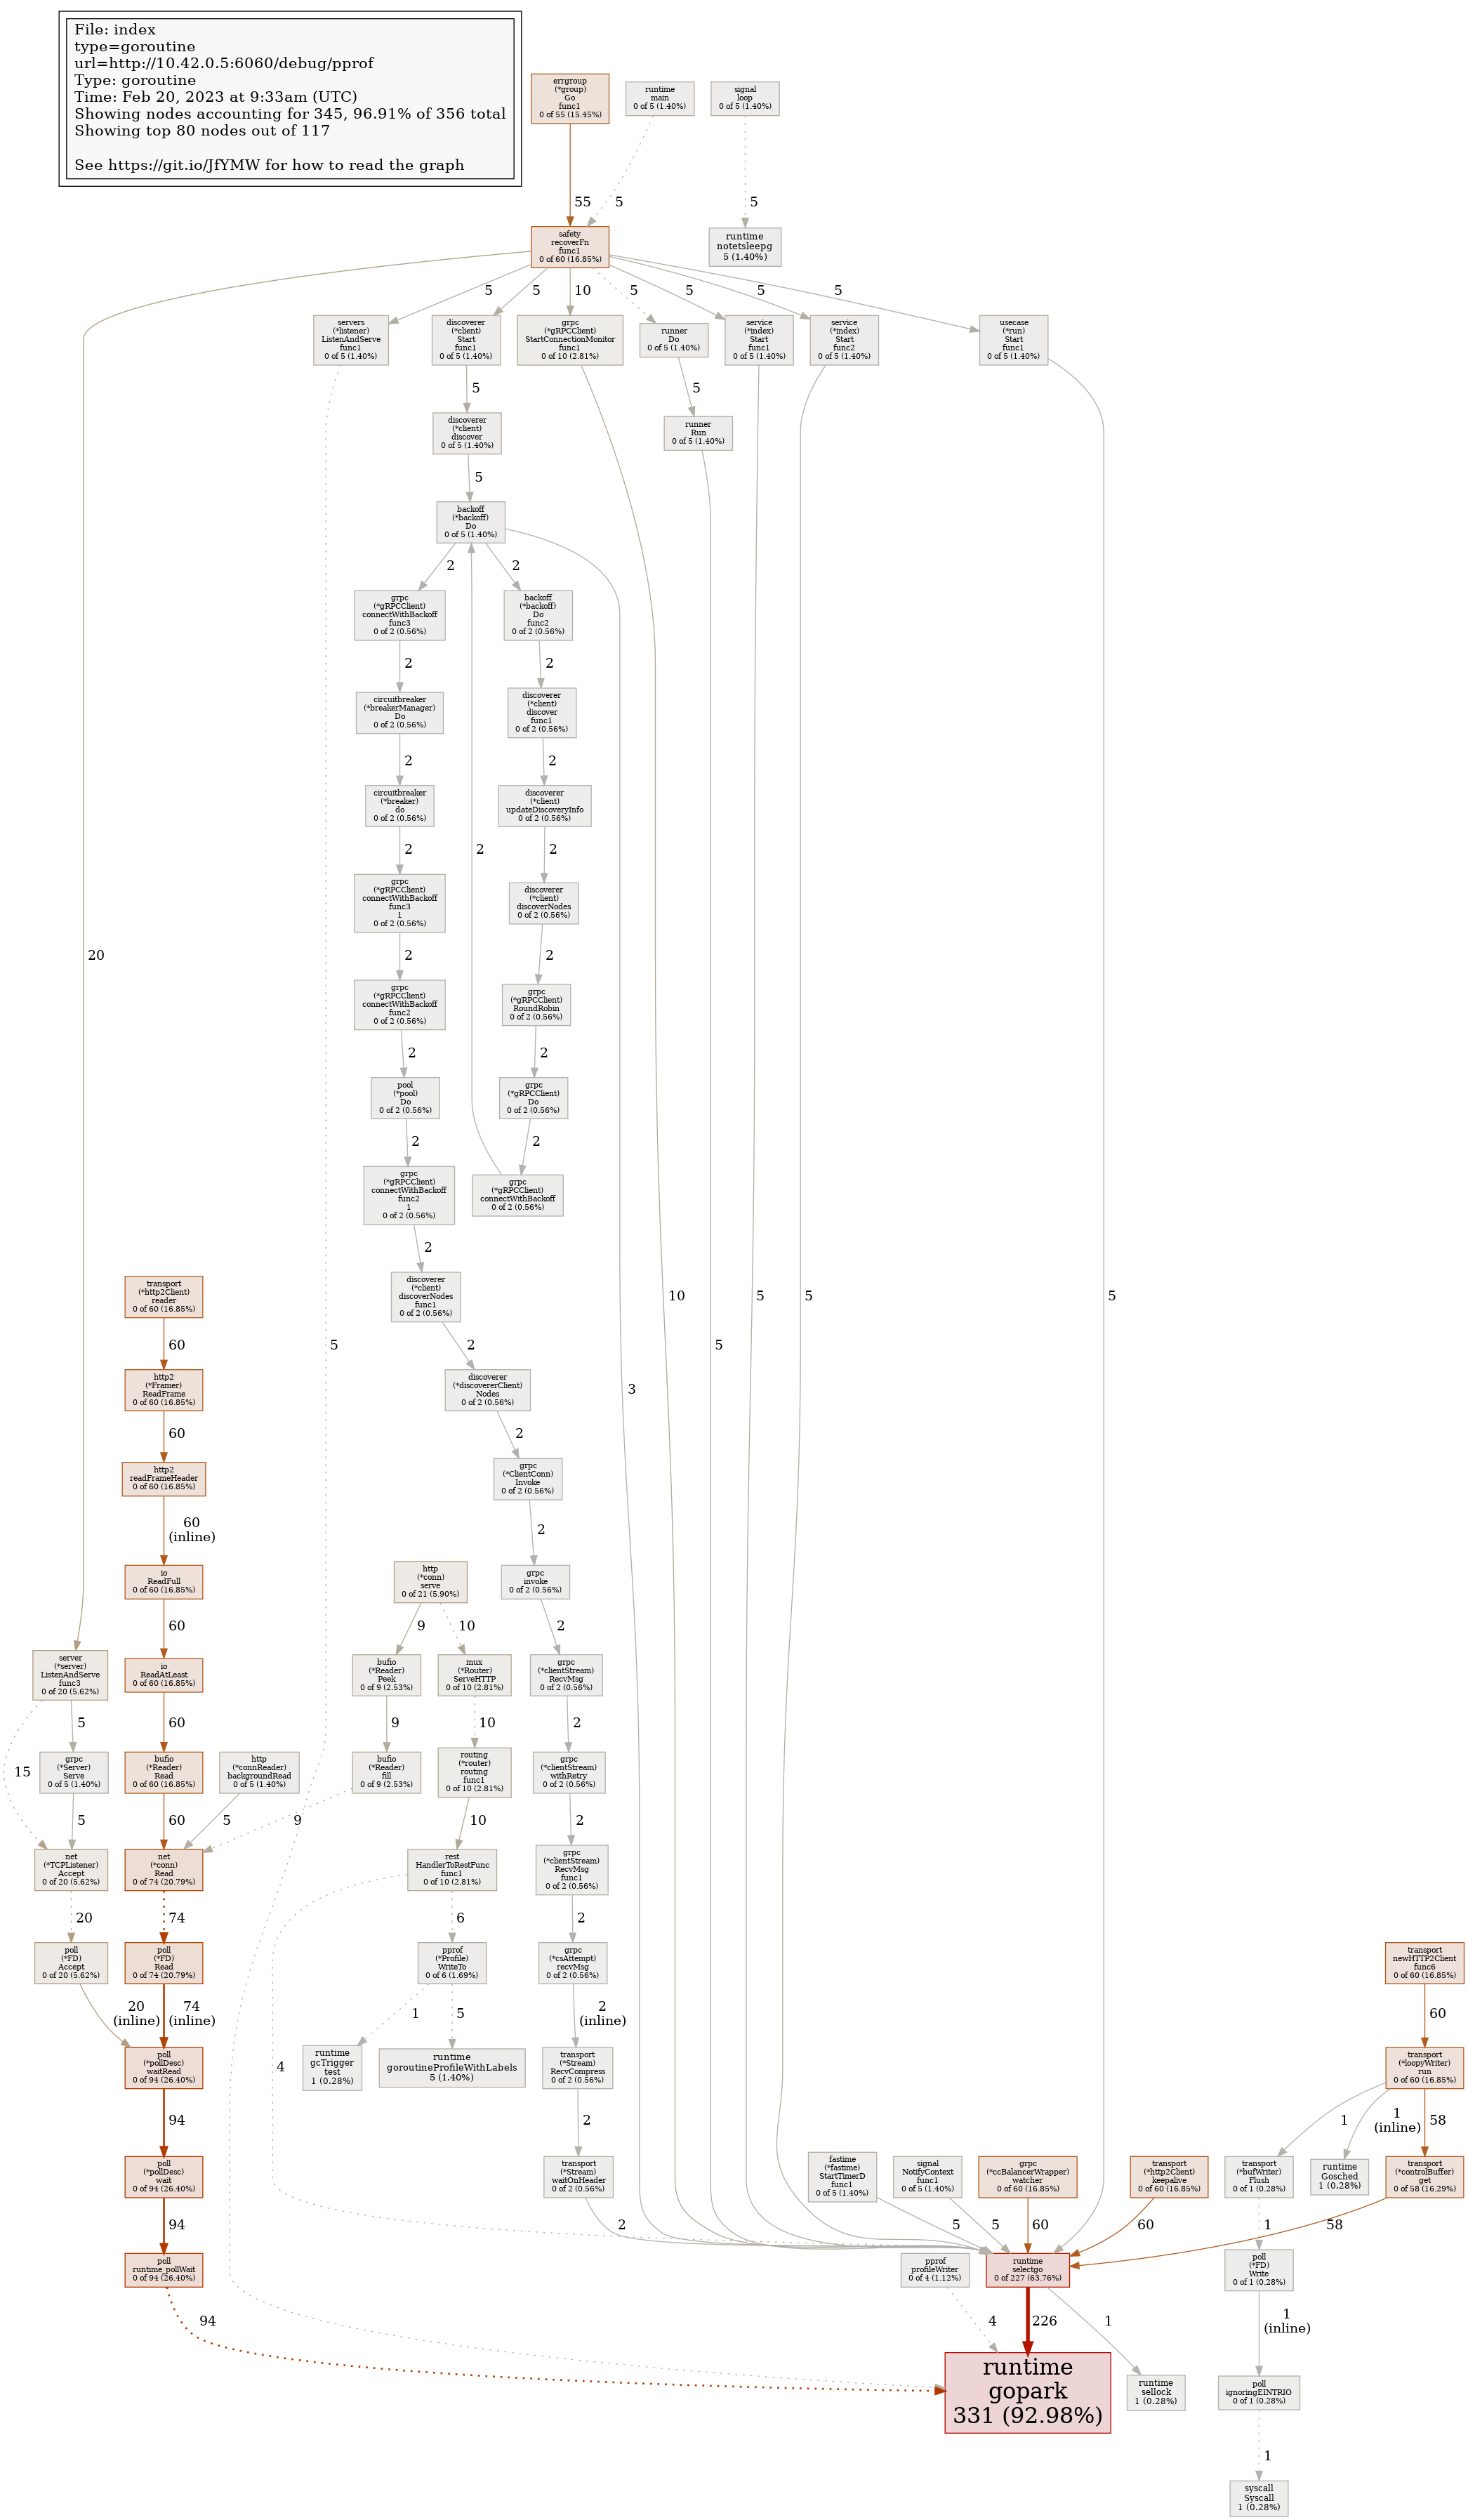 File: index
type=goroutine
url=http://10.42.0.5:6060/debug/pprof
Type: goroutine
Time: Feb 20, 2023 at 9:33am (UTC)
Showing nodes accounting for 345, 96.91% of 356 total
Showing top 80 nodes out of 117
See https://git.io/JfYMW for how to read the graph
errgroup
(*group)
Go
func1
0 of 55 (15.45%)
runtime
main
0 of 5 (1.40%)
signal
loop
0 of 5 (1.40%)
55
5
5
safety
recoverFn
func1
0 of 60 (16.85%)
runtime
notetsleepg
5 (1.40%)
5
5
10
5
5
5
5
servers
(*listener)
ListenAndServe
func1
0 of 5 (1.40%)
discoverer
(*client)
Start
func1
0 of 5 (1.40%)
grpc
(*gRPCClient)
StartConnectionMonitor
func1
0 of 10 (2.81%)
runner
Do
0 of 5 (1.40%)
service
(*index)
Start
func1
0 of 5 (1.40%)
service
(*index)
Start
func2
0 of 5 (1.40%)
usecase
(*run)
Start
func1
0 of 5 (1.40%)
5
5
discoverer
(*client)
discover
0 of 5 (1.40%)
runner
Run
0 of 5 (1.40%)
5
backoff
(*backoff)
Do
0 of 5 (1.40%)
2
2
grpc
(*gRPCClient)
connectWithBackoff
func3
0 of 2 (0.56%)
backoff
(*backoff)
Do
func2
0 of 2 (0.56%)
2
2
circuitbreaker
(*breakerManager)
Do
0 of 2 (0.56%)
discoverer
(*client)
discover
func1
0 of 2 (0.56%)
2
2
circuitbreaker
(*breaker)
do
0 of 2 (0.56%)
discoverer
(*client)
updateDiscoveryInfo
0 of 2 (0.56%)
2
2
2
grpc
(*gRPCClient)
connectWithBackoff
func3
1
0 of 2 (0.56%)
discoverer
(*client)
discoverNodes
0 of 2 (0.56%)
20
2
2
grpc
(*gRPCClient)
connectWithBackoff
func2
0 of 2 (0.56%)
grpc
(*gRPCClient)
RoundRobin
0 of 2 (0.56%)
2
2
pool
(*pool)
Do
0 of 2 (0.56%)
grpc
(*gRPCClient)
Do
0 of 2 (0.56%)
2
2
grpc
(*gRPCClient)
connectWithBackoff
func2
1
0 of 2 (0.56%)
grpc
(*gRPCClient)
connectWithBackoff
0 of 2 (0.56%)
2
transport
(*http2Client)
reader
0 of 60 (16.85%)
discoverer
(*client)
discoverNodes
func1
0 of 2 (0.56%)
10
5
5
5
60
5
2
5
http2
(*Framer)
ReadFrame
0 of 60 (16.85%)
discoverer
(*discovererClient)
Nodes
0 of 2 (0.56%)
3
60
2
http2
readFrameHeader
0 of 60 (16.85%)
grpc
(*ClientConn)
Invoke
0 of 2 (0.56%)
60
(inline)
2
io
ReadFull
0 of 60 (16.85%)
http
(*conn)
serve
0 of 21 (5.90%)
grpc
invoke
0 of 2 (0.56%)
60
9
10
2
server
(*server)
ListenAndServe
func3
0 of 20 (5.62%)
io
ReadAtLeast
0 of 60 (16.85%)
bufio
(*Reader)
Peek
0 of 9 (2.53%)
mux
(*Router)
ServeHTTP
0 of 10 (2.81%)
grpc
(*clientStream)
RecvMsg
0 of 2 (0.56%)
5
60
9
10
2
15
grpc
(*Server)
Serve
0 of 5 (1.40%)
bufio
(*Reader)
Read
0 of 60 (16.85%)
http
(*connReader)
backgroundRead
0 of 5 (1.40%)
bufio
(*Reader)
fill
0 of 9 (2.53%)
routing
(*router)
routing
func1
0 of 10 (2.81%)
grpc
(*clientStream)
withRetry
0 of 2 (0.56%)
5
60
5
9
10
2
net
(*TCPListener)
Accept
0 of 20 (5.62%)
net
(*conn)
Read
0 of 74 (20.79%)
rest
HandlerToRestFunc
func1
0 of 10 (2.81%)
grpc
(*clientStream)
RecvMsg
func1
0 of 2 (0.56%)
20
74
6
2
poll
(*FD)
Accept
0 of 20 (5.62%)
poll
(*FD)
Read
0 of 74 (20.79%)
pprof
(*Profile)
WriteTo
0 of 6 (1.69%)
grpc
(*csAttempt)
recvMsg
0 of 2 (0.56%)
transport
newHTTP2Client
func6
0 of 60 (16.85%)
20
(inline)
74
(inline)
1
5
2
(inline)
60
poll
(*pollDesc)
waitRead
0 of 94 (26.40%)
runtime
gcTrigger
test
1 (0.28%)
runtime
goroutineProfileWithLabels
5 (1.40%)
4
transport
(*Stream)
RecvCompress
0 of 2 (0.56%)
transport
(*loopyWriter)
run
0 of 60 (16.85%)
94
2
1
1
(inline)
58
poll
(*pollDesc)
wait
0 of 94 (26.40%)
transport
(*Stream)
waitOnHeader
0 of 2 (0.56%)
fastime
(*fastime)
StartTimerD
func1
0 of 5 (1.40%)
signal
NotifyContext
func1
0 of 5 (1.40%)
grpc
(*ccBalancerWrapper)
watcher
0 of 60 (16.85%)
transport
(*http2Client)
keepalive
0 of 60 (16.85%)
transport
(*bufWriter)
Flush
0 of 1 (0.28%)
runtime
Gosched
1 (0.28%)
transport
(*controlBuffer)
get
0 of 58 (16.29%)
94
2
5
5
60
60
1
58
poll
runtime_pollWait
0 of 94 (26.40%)
pprof
profileWriter
0 of 4 (1.12%)
runtime
selectgo
0 of 227 (63.76%)
poll
(*FD)
Write
0 of 1 (0.28%)
94
4
226
1
1
(inline)
runtime
gopark
331 (92.98%)
runtime
sellock
1 (0.28%)
poll
ignoringEINTRIO
0 of 1 (0.28%)
1
syscall
Syscall
1 (0.28%)